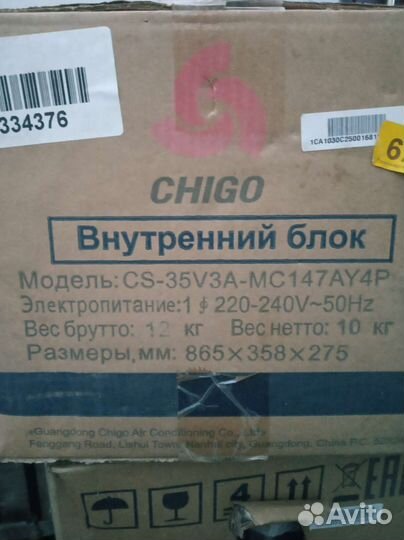 334376
1CA1030C2500168
CHIGO
Внутренний блок
Модель:CS-35V3A-MC147AY4P
Электропитание:1 ϕ 220-240V~50Hz
Вес брутто: 12 кг Вес нетто: 10 кг
Размеры,мм: 865×358×275
Guangdong Chigo Air Conditioning Co.,
Fenggang Road, Lishui Town, Nanhai city, Guangdong, China P.C.
4
EAC
Avito